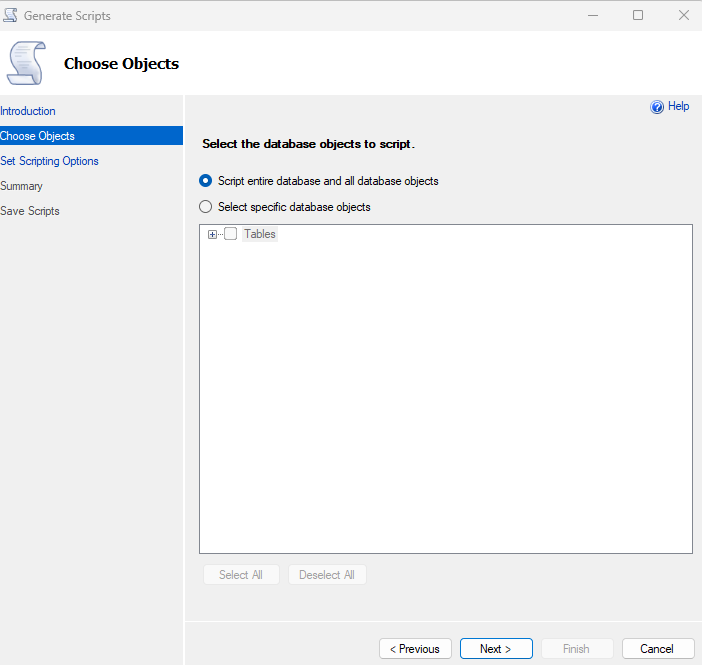 Generate Scripts
Choose Objects
Introduction
Choose Objects
Set Scripting Options
Summary
Save Scripts
Help
Select the database objects to script.
Script entire database and all database objects
Select specific database objects
Tables
Select All
Deselect All
< Previous
Next >
Finish
Cancel